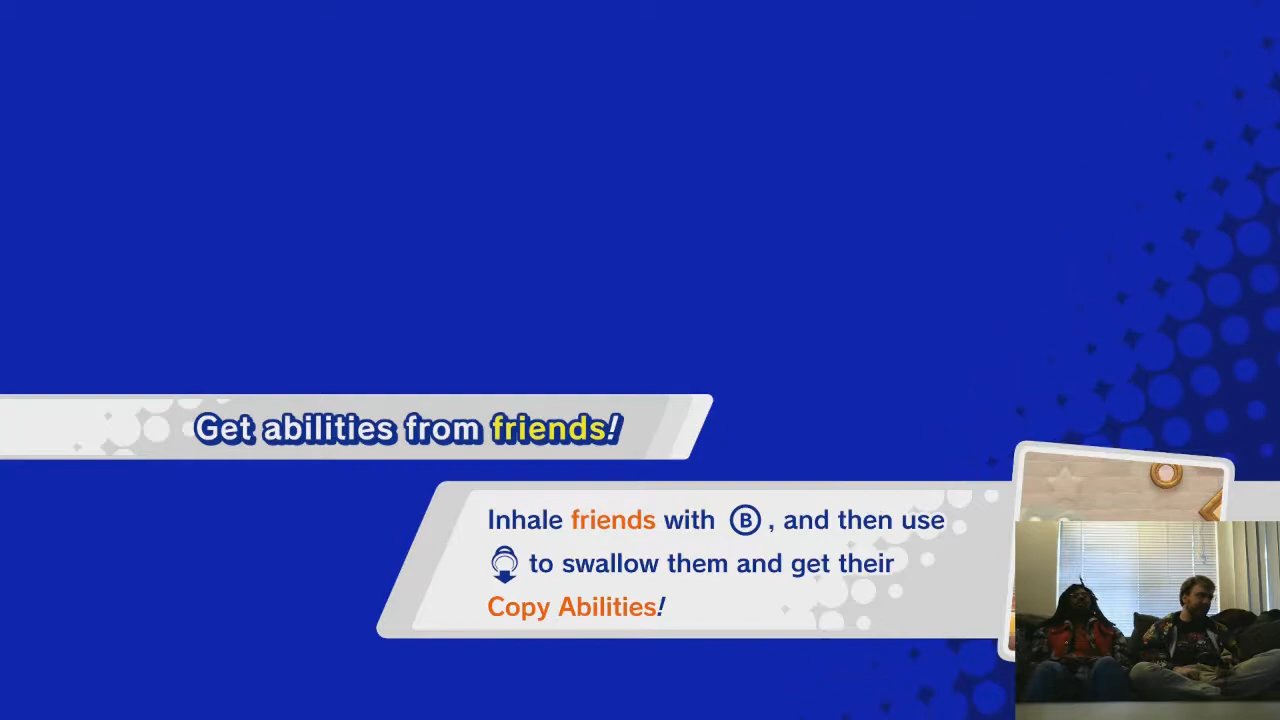 Get abilities from friends!
Inhale friends with B, and then use
to swallow them and get their
Copy Abilities!